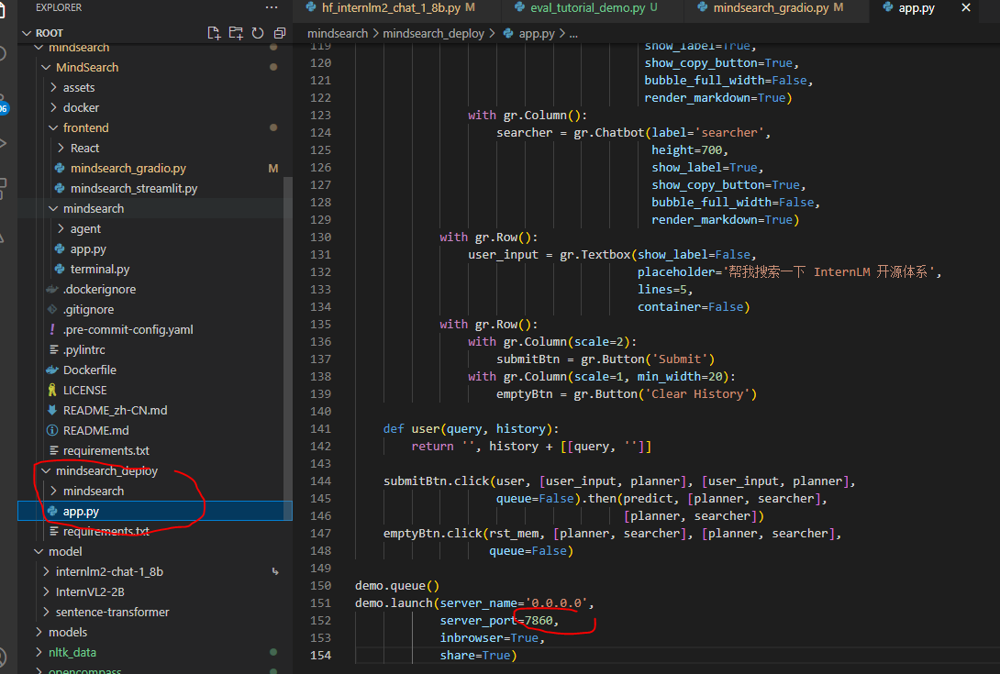 EXPLORER
···
hf_internlm2_chat_1_8b.py M
eval_tutorial_demo.py U
mindsearch_gradio.py M
app.py
ROOT
mindsearch > mindsearch_deploy > app.py > ...
mindsearch
MindSearch
assets
docker
frontend
React
mindsearch_gradio.py M
mindsearch_streamlit.py
mindsearch
agent
app.py
terminal.py
.dockerignore
.gitignore
! .pre-commit-config.yaml
.pylintrc
Dockerfile
LICENSE
README_zh-CN.md
README.md
requirements.txt
mindsearch_deploy
mindsearch
app.py
requirements.txt
model
internlm2-chat-1_8b
InternVL2-2B
sentence-transformer
models
nltk_data
opencompass
119 show_label=True,
120 show_copy_button=True,
121 bubble_full_width=False,
122 render_markdown=True)
123 with gr.Column():
124 searcher = gr.Chatbot(label='searcher',
125 height=700,
126 show_label=True,
127 show_copy_button=True,
128 bubble_full_width=False,
129 render_markdown=True)
130 with gr.Row():
131 user_input = gr.Textbox(show_label=False,
132 placeholder='帮我搜索一下 InternLM 开源体系',
133 lines=5,
134 container=False)
135 with gr.Row():
136 with gr.Column(scale=2):
137 submitBtn = gr.Button('Submit')
138 with gr.Column(scale=1, min_width=20):
139 emptyBtn = gr.Button('Clear History')
140
141 def user(query, history):
142 return '', history + [[query, '']]
143
144 submitBtn.click(user, [user_input, planner], [user_input, planner],
145 queue=False).then(predict, [planner, searcher],
146 [planner, searcher])
147 emptyBtn.click(rst_mem, [planner, searcher], [planner, searcher],
148 queue=False)
149
150 demo.queue()
151 demo.launch(server_name='0.0.0.0',
152 server_port=7860,
153 inbrowser=True,
154 share=True)